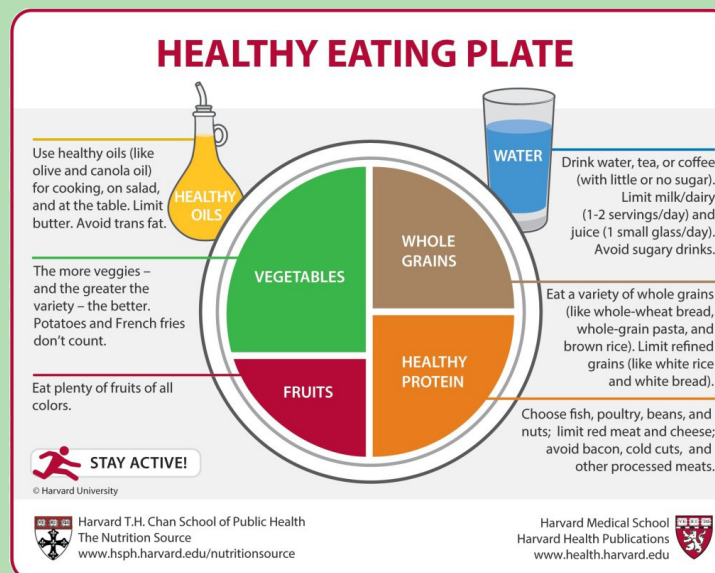 HEALTHY EATING PLATE
Use healthy oils (like
olive and canola oil)
for cooking, on salad,
and at the table. Limit
butter. Avoid trans fat.
HEALTHY
OILS
The more veggies –
and the greater the
variety – the better.
Potatoes and French fries
don’t count.
Eat plenty of fruits of all
colors.
VEGETABLES
FRUITS
WHOLE
GRAINS
HEALTHY
PROTEIN
WATER
Drink water, tea, or coffee
(with little or no sugar).
Limit milk/dairy
(1-2 servings/day) and
juice (1 small glass/day).
Avoid sugary drinks.
Eat a variety of whole grains
(like whole-wheat bread,
whole-grain pasta, and
brown rice). Limit refined
grains (like white rice
and white bread).
Choose fish, poultry, beans, and
nuts; limit red meat and cheese;
avoid bacon, cold cuts, and
other processed meats.
STAY ACTIVE!
© Harvard University
Harvard T.H. Chan School of Public Health
The Nutrition Source
www.hsph.harvard.edu/nutritionsource
Harvard Medical School
Harvard Health Publications
www.health.harvard.edu